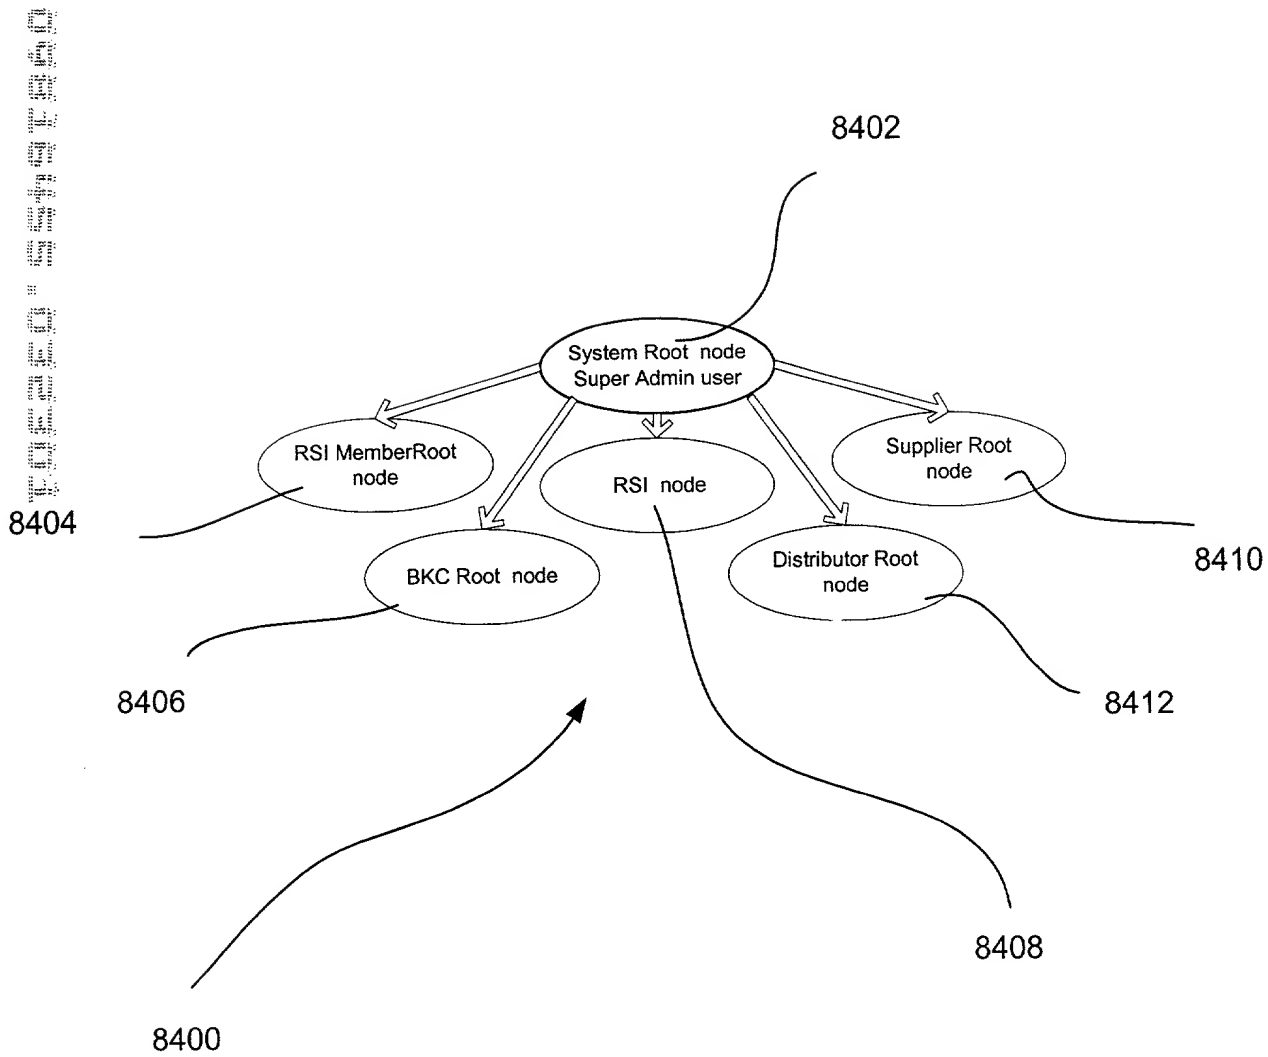 8402
System Root node
Super Admin user
RSI MemberRoot
node
Supplier Root
node
RSI node
8404
8410
BKC Root node
Distributor Root
node
8406
8412
8408
8400